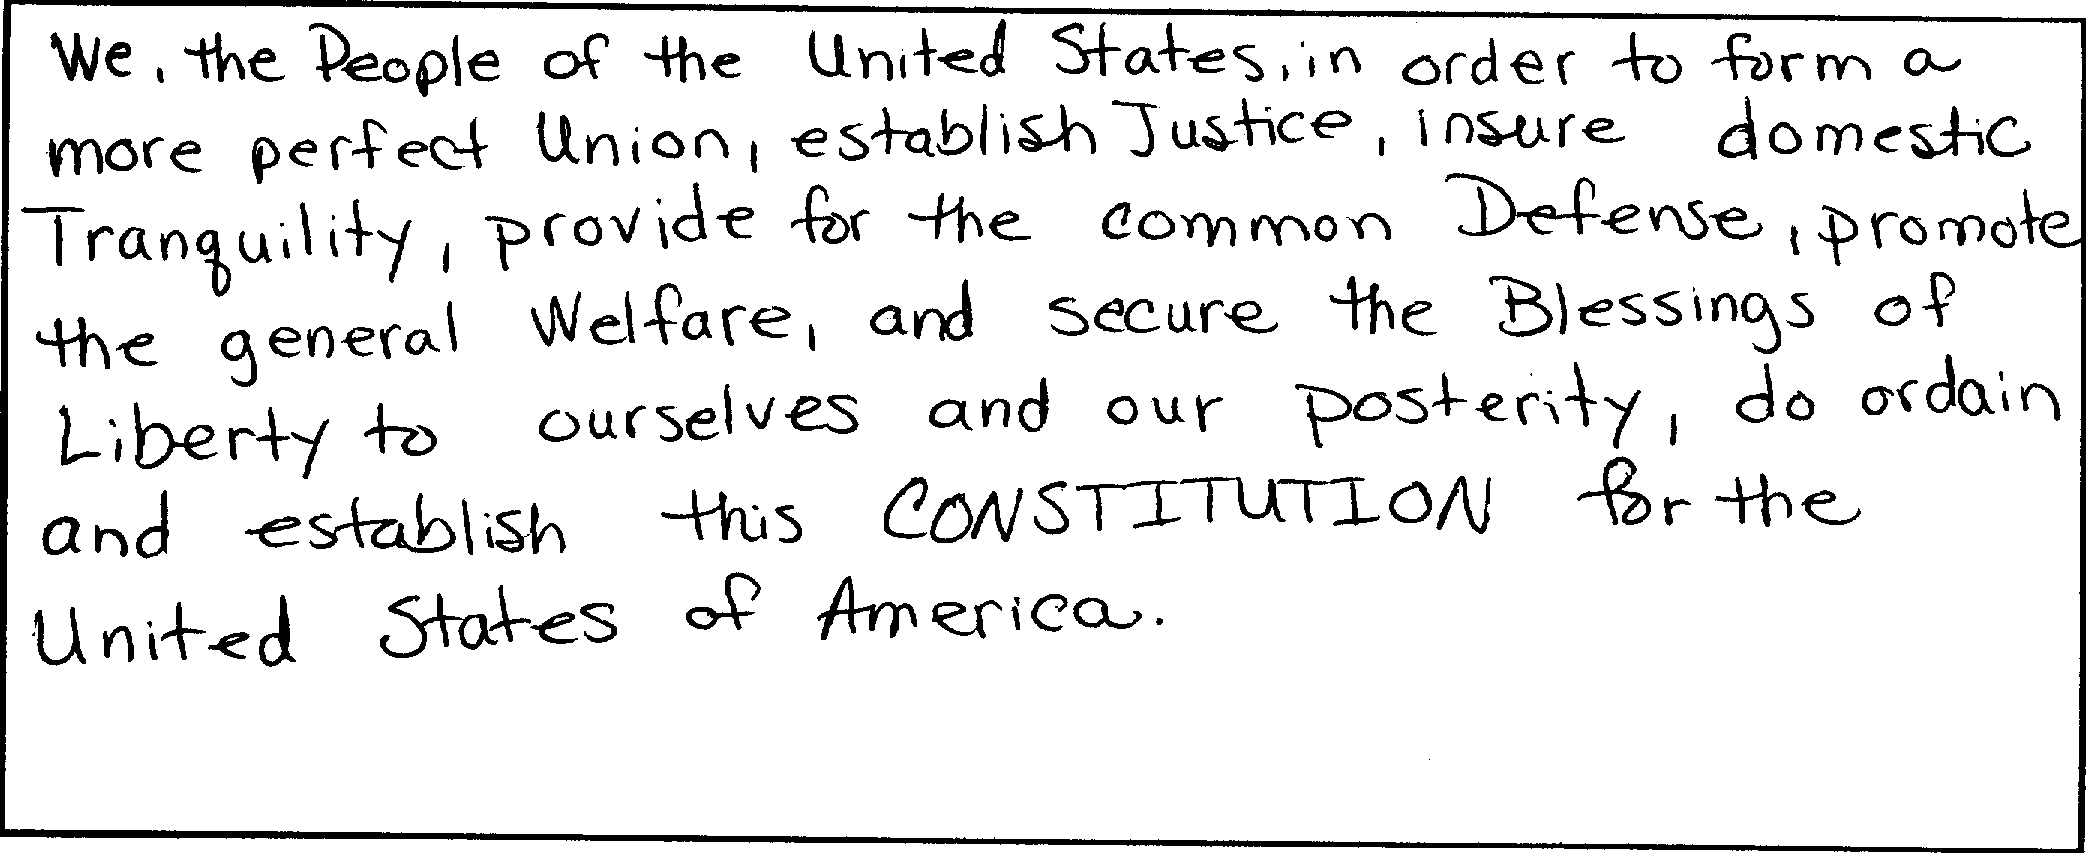 We, the People of the United States, in order to form a
more perfect Union, establish Justice, insure domestic
Tranquility, provide for the common Defense, promote
the general Welfare, and secure the Blessings of
Liberty to ourselves and our posterity, do ordain
and establish this CONSTITUTION for the
United States of America.